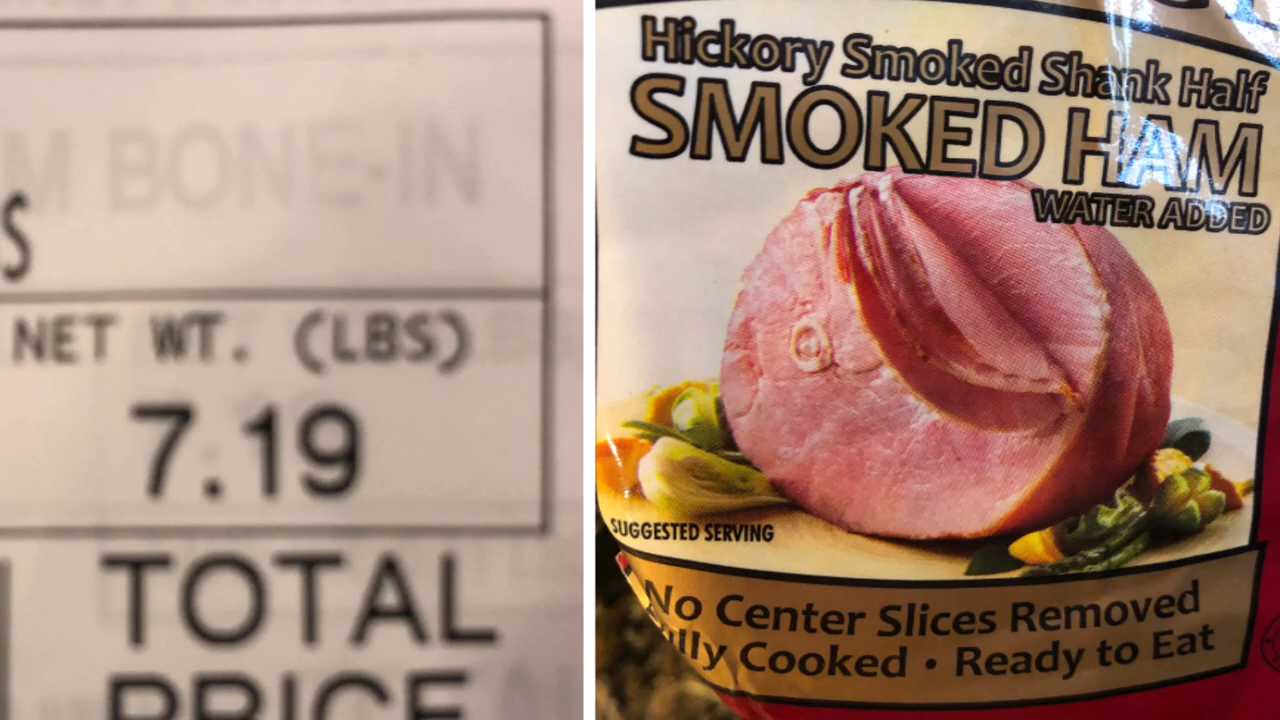 M BONE-IN
$
NET WT. (LBS)
7.19
TOTAL
PRICE
Hickory Smoked Shank Half
SMOKED HAM
WATER ADDED
SUGGESTED SERVING
No Center Slices Removed
Cooked • Ready to Eat